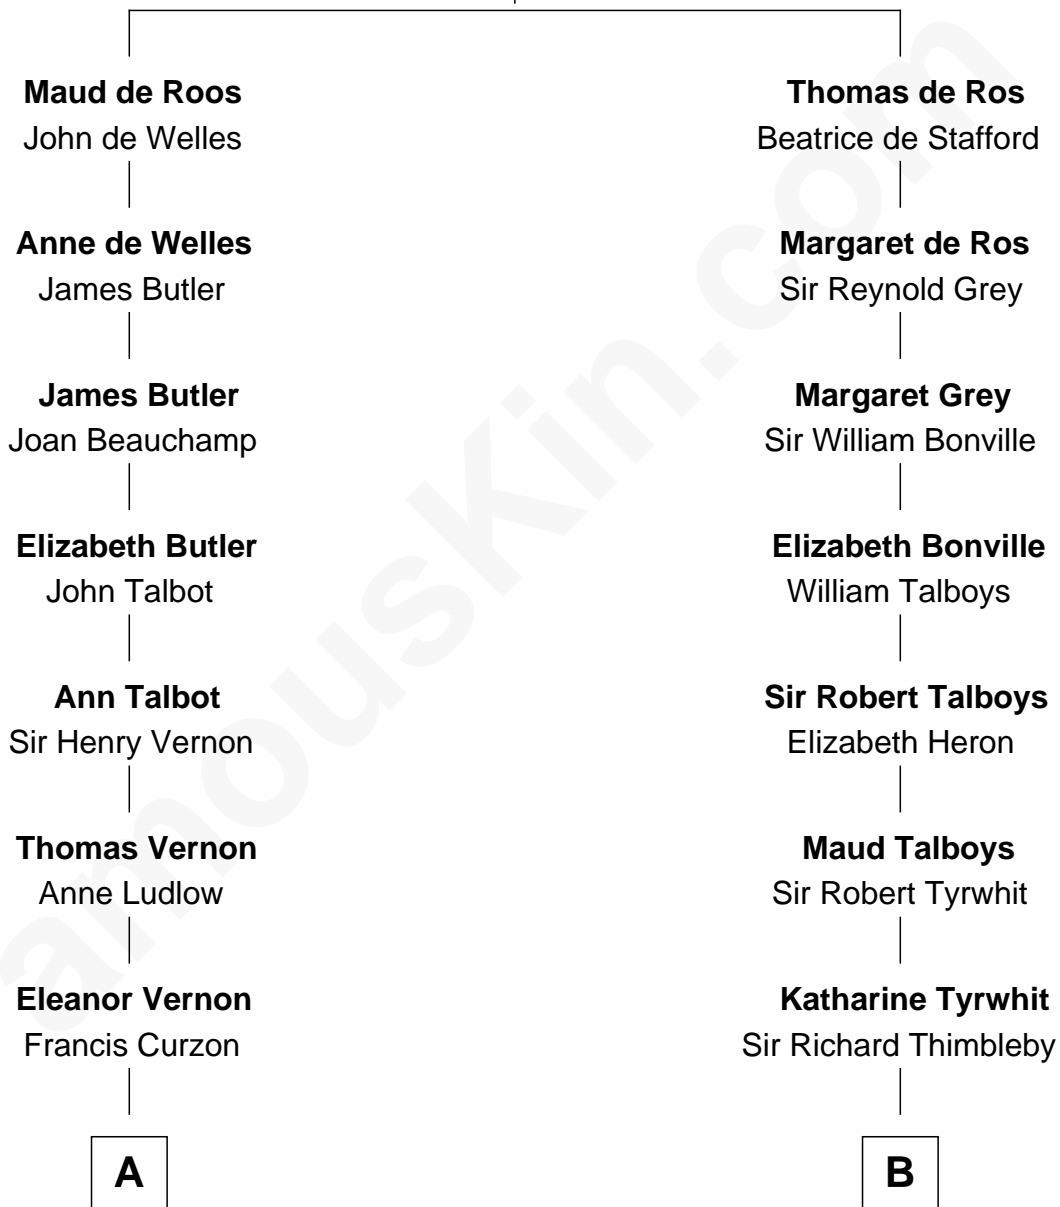 Maud de Roos
John de Welles
Anne de Welles
James Butler
James Butler
Joan Beauchamp
Elizabeth Butler
John Talbot
Ann Talbot
Sir Henry Vernon
Thomas Vernon
Anne Ludlow
Eleanor Vernon
Francis Curzon
A
Thomas de Ros
Beatrice de Stafford
Margaret de Ros
Sir Reynold Grey
Margaret Grey
Sir William Bonville
Elizabeth Bonville
William Talboys
Sir Robert Talboys
Elizabeth Heron
Maud Talboys
Sir Robert Tyrwhit
Katharine Tyrwhit
Sir Richard Thimbleby
B
amousKin.com